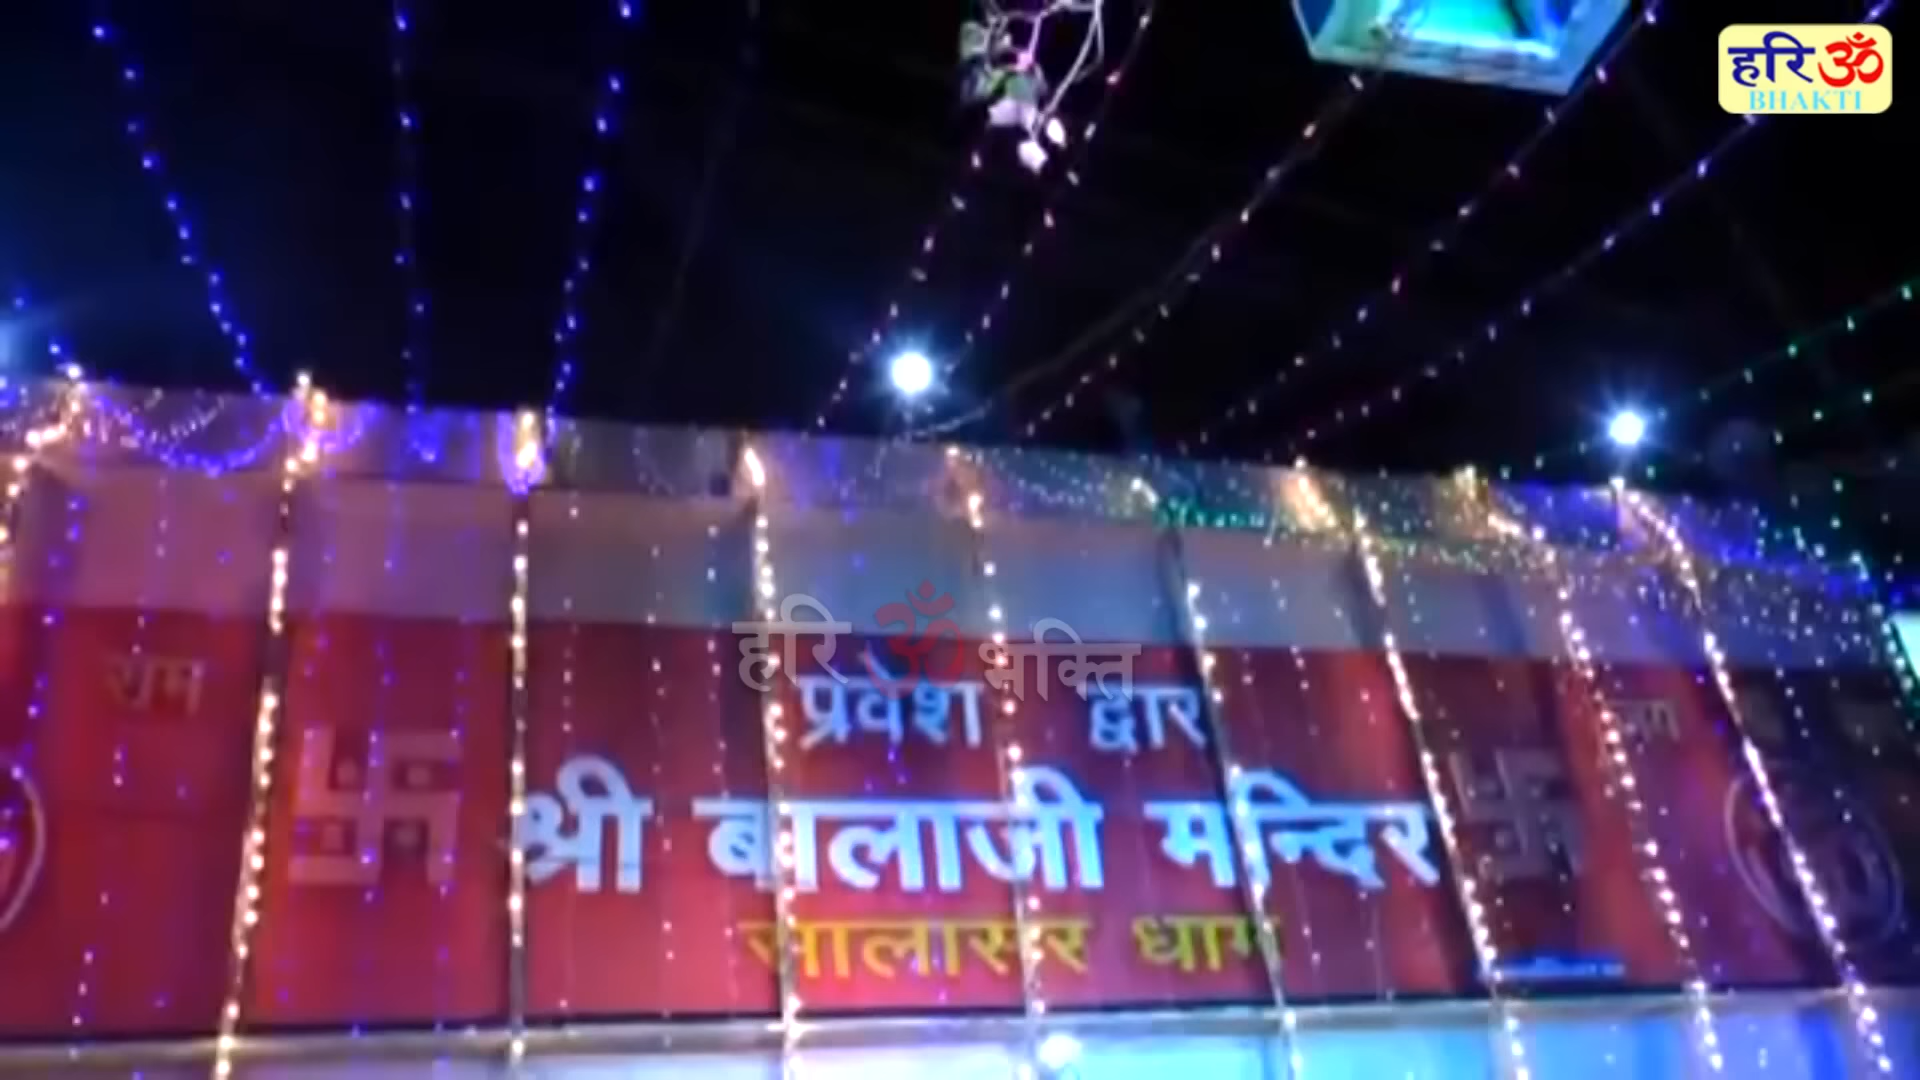 हरि ॐ
BHAKTI
हरि ॐ भक्ति
राम
प्रवेश द्वार
श्री बालाजी मन्दिर
सालासर धाम